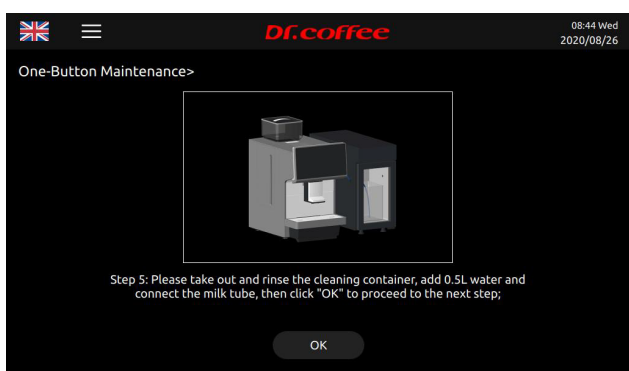 Dr.coffee
08:44 Wed
2020/08/26
One-Button Maintenance>
Step 5: Please take out and rinse the cleaning container, add 0.5L water and
connect the milk tube, then click "OK" to proceed to the next step;
OK